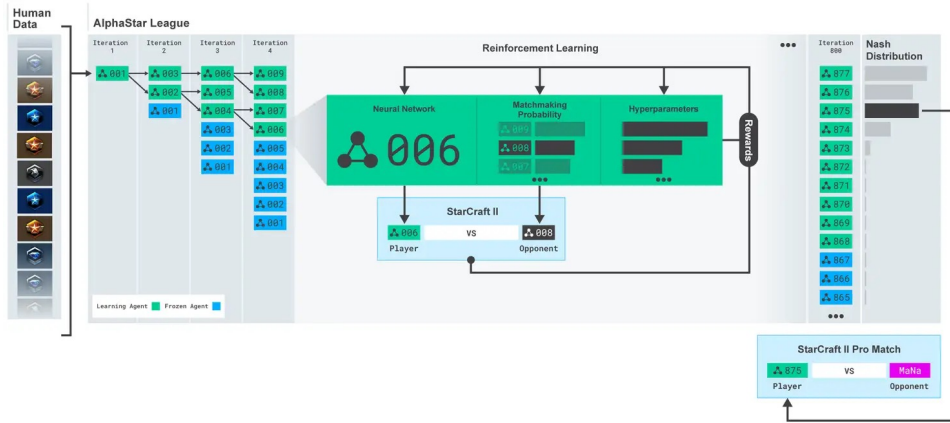 Human
Data
AlphaStar League
Iteration
1
Iteration
2
Iteration
3
Iteration
4
001
003
002
001
006
005
004
003
002
001
009
008
007
006
005
004
003
002
001
Learning Agent
Frozen Agent
Reinforcement Learning
Neural Network
006
Matchmaking
Probability
009
008
007
Hyperparameters
Rewards
StarCraft II
006
vs
008
Player
Opponent
Iteration
800
877
876
875
874
873
872
871
870
869
868
867
866
865
Nash
Distribution
StarCraft II Pro Match
875
vs
MaNa
Player
Opponent